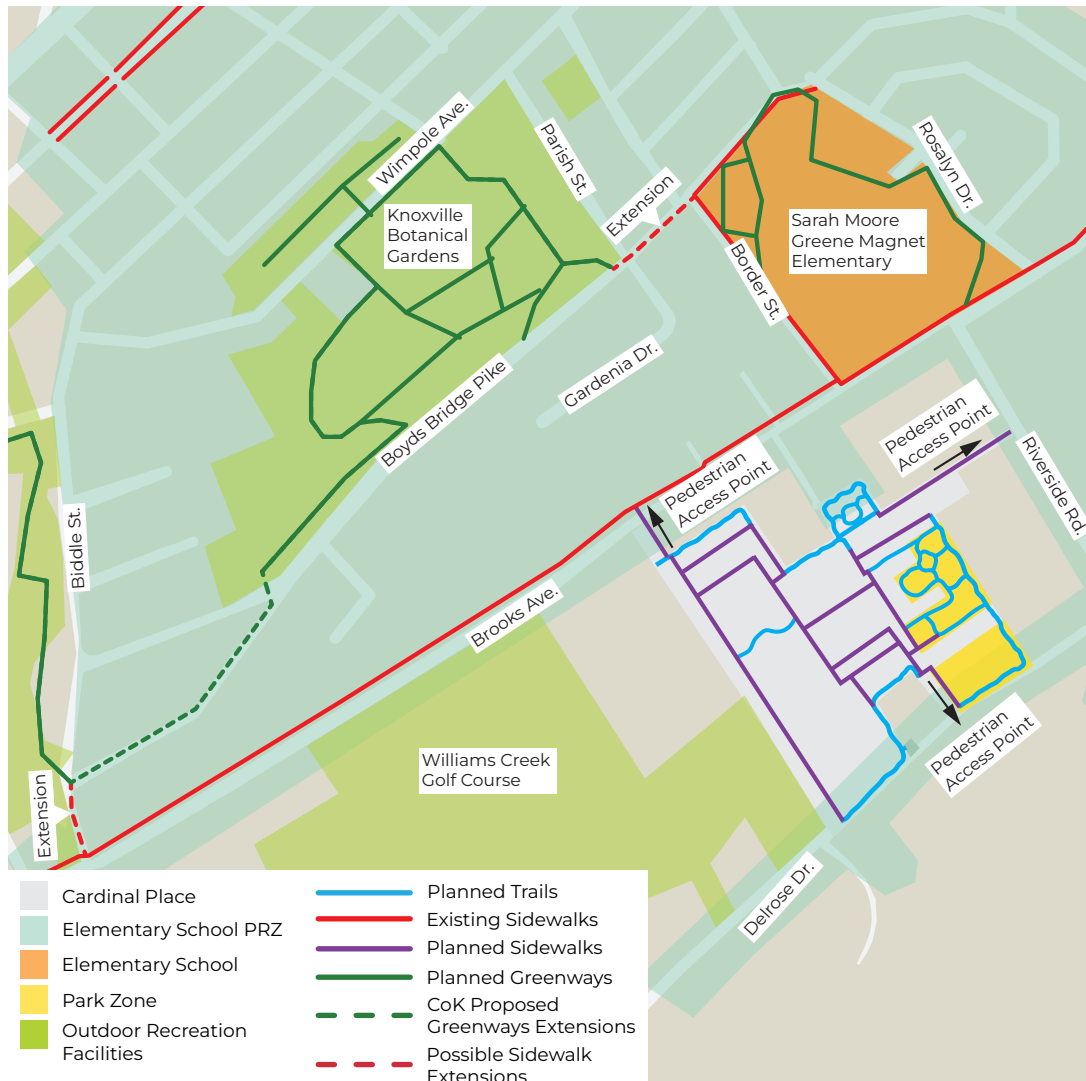 Wimpole Ave.
Parish St.
Rosalyn Dr.
Extension
Knoxville
Botanical
Gardens
Sarah Moore
Greene Magnet
Elementary
Border St.
Gardenia Dr.
Boyds Bridge Pike
Pedestrian
Access Point
Riverside Rd.
Pedestrian
Access Point
Biddle St.
Brooks Ave.
Williams Creek
Golf Course
Pedestrian
Access Point
Extension
Delrose Dr.
Cardinal Place
Elementary School PRZ
Elementary School
Park Zone
Outdoor Recreation
Facilities
Planned Trails
Existing Sidewalks
Planned Sidewalks
Planned Greenways
CoK Proposed
Greenways Extensions
Possible Sidewalk
Extensions